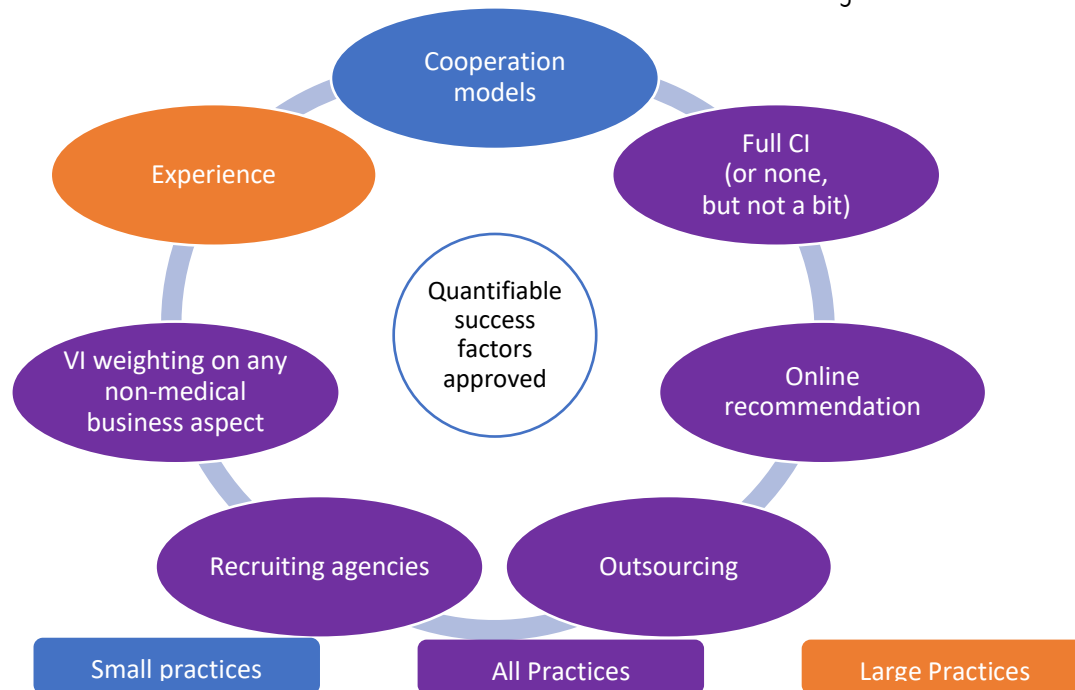 Cooperation
models
Full CI
(or none,
but not a bit)
Experience
Quantifiable
success
factors
approved
VI weighting on any
non-medical
business aspect
Online
recommendation
Recruiting agencies
Outsourcing
Small practices
All Practices
Large Practices